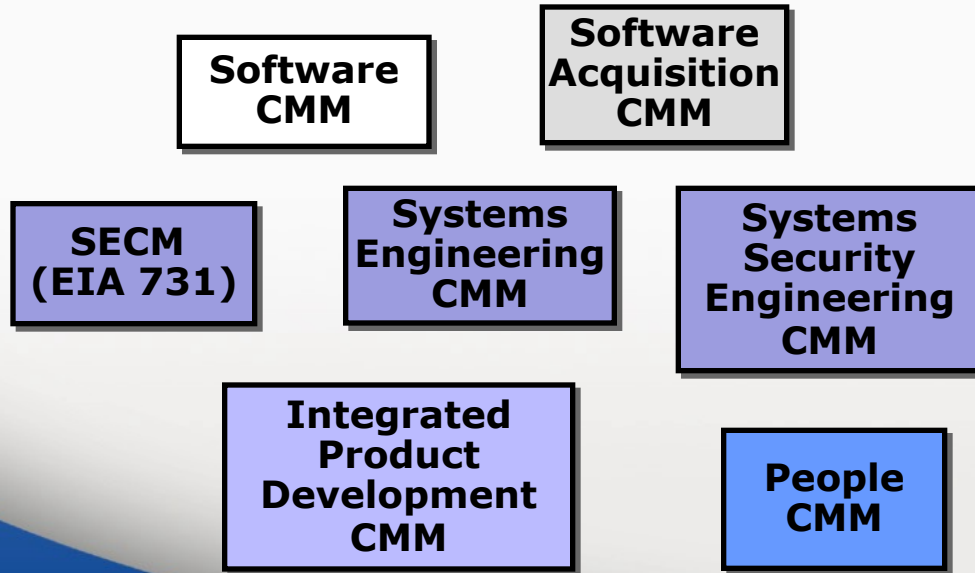 Software
CMM
Software
Acquisition
CMM
SECM
(EIA 731)
Systems
Engineering
CMM
Systems
Security
Engineering
CMM
Integrated
Product
Development
CMM
People
CMM